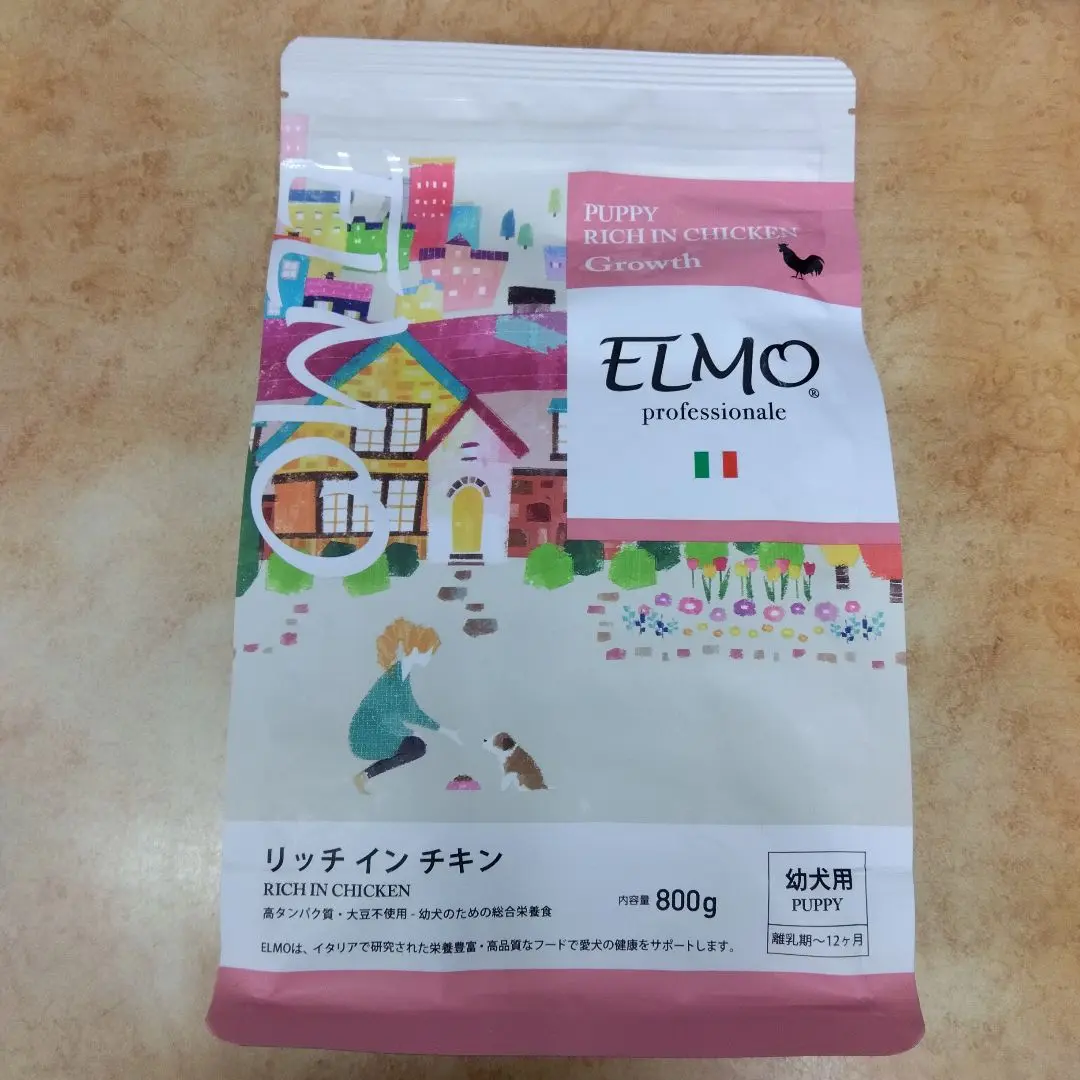 ELMO
PUPPY
RICH IN CHICKEN
Growth
ELMO®
professionale
リッチ イン チキン
RICH IN CHICKEN
高タンパク質・大豆不使用 - 幼犬のための総合栄養食
内容量 800g
幼犬用
PUPPY
離乳期～12ヶ月
ELMOは、イタリアで研究された栄養豊富・高品質なフードで愛犬の健康をサポートします。